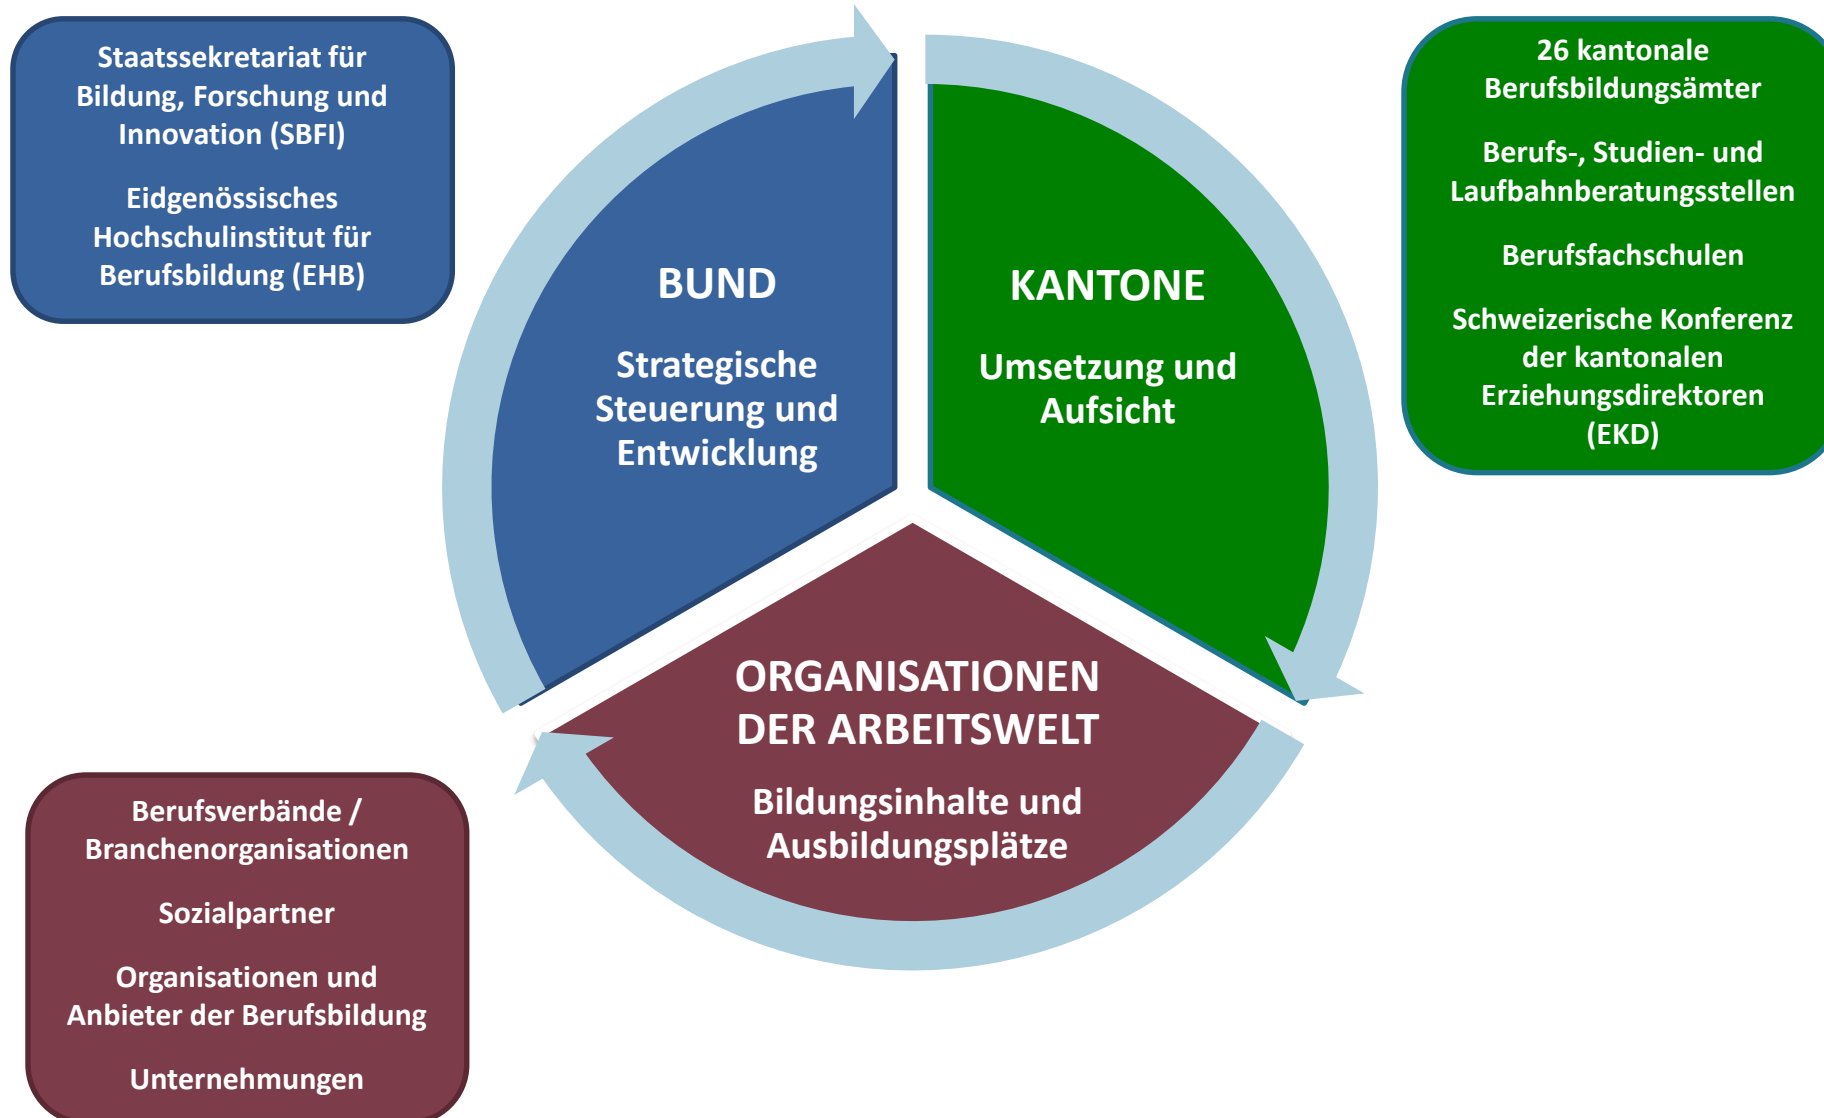 Staatssekretariat für
Bildung, Forschung und
Innovation (SBFI)
Eidgenössisches
Hochschulinstitut für
Berufsbildung (EHB)
BUND
Strategische
Steuerung und
Entwicklung
KANTONE
Umsetzung und
Aufsicht
26 kantonale
Berufsbildungsämter
Berufs-, Studien- und
Laufbahnberatungsstellen
Berufsfachschulen
Schweizerische Konferenz
der kantonalen
Erziehungsdirektoren
(EKD)
ORGANISATIONEN
DER ARBEITSWELT
Bildungsinhalte und
Ausbildungsplätze
Berufsverbände /
Branchenorganisationen
Sozialpartner
Organisationen und
Anbieter der Berufsbildung
Unternehmungen